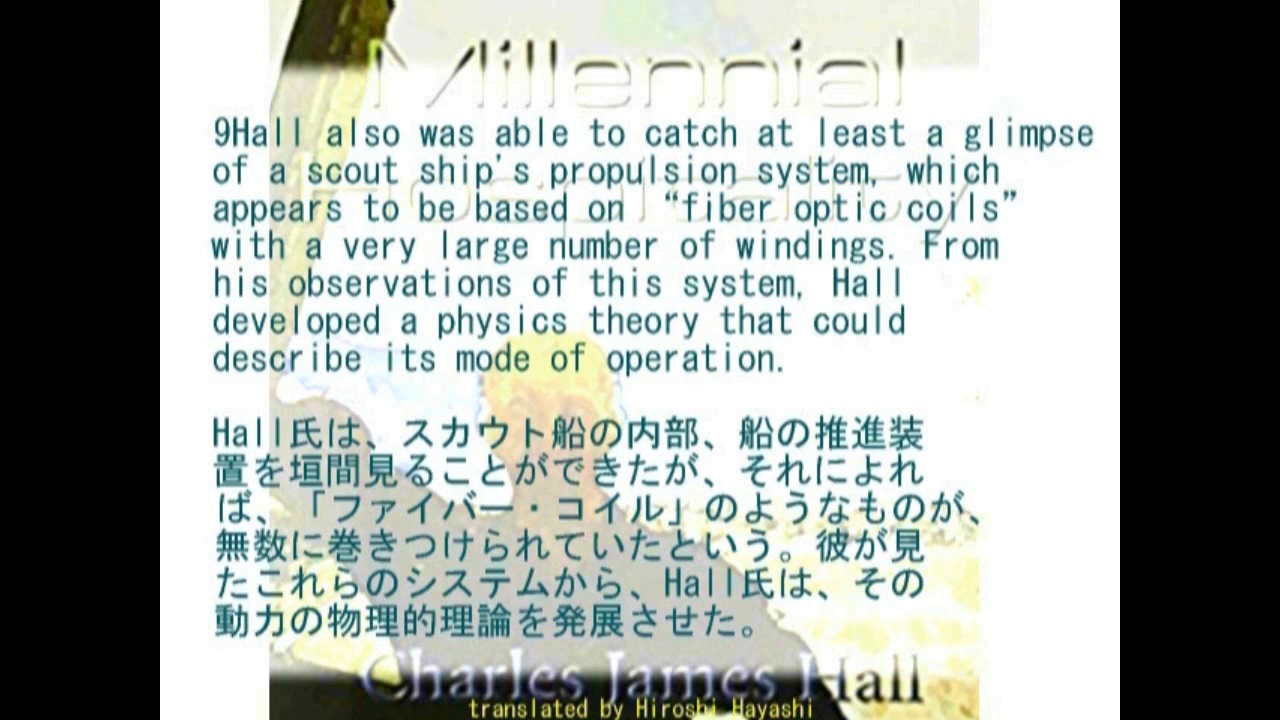 Millennial
9Hall also was able to catch at least a glimpse
of a scout ship's propulsion system, which
Hospitality
appears to be based on “fiber optic coils”
with a very large number of windings. From
his observations of this system, Hall
developed a physics theory that could
describe its mode of operation.
Hall氏は、スカウト船の内部、船の推進装
置を垣間見ることができたが、それによれ
ば、「ファイバー・コイル」のようなものが、
無数に巻きつけられていたという。彼が見
たこれらのシステムから、Hall氏は、その
動力の物理的理論を発展させた。
Charles James Hall
translated by Hiroshi Hayashi